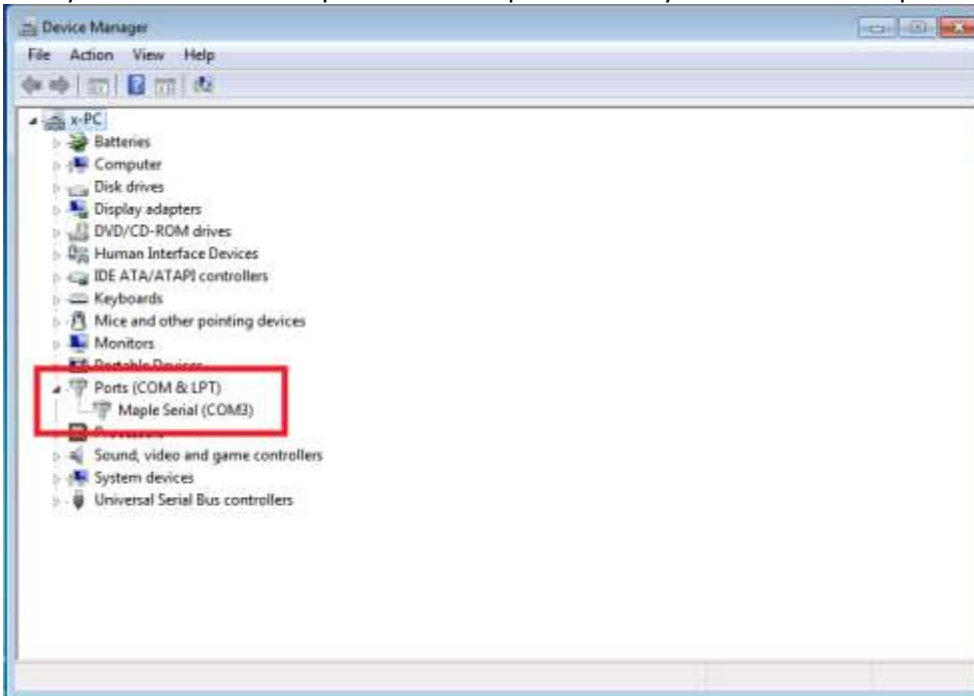 Device Manager
File Action View Help
x-PC
Batteries
Computer
Disk drives
Display adapters
DVD/CD-ROM drives
Human Interface Devices
IDE ATA/ATAPI controllers
Keyboards
Mice and other pointing devices
Monitors
Portable Devices
Ports (COM & LPT)
Maple Serial (COM3)
Sound, video and game controllers
System devices
Universal Serial Bus controllers